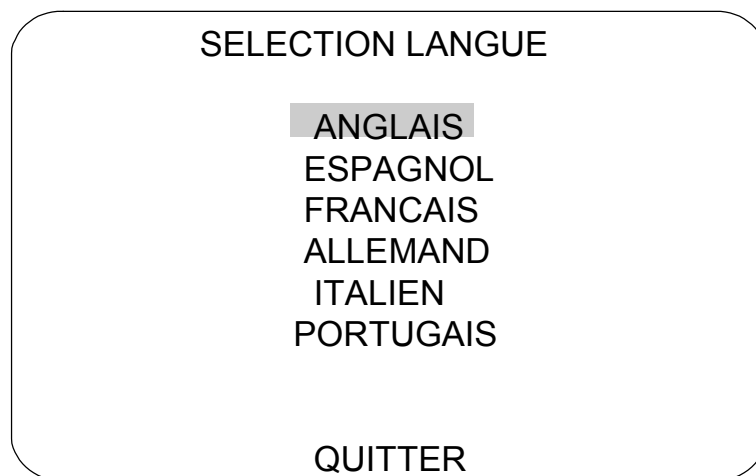 SELECTION LANGUE
ANGLAIS
ESPAGNOL
FRANCAIS
ALLEMAND
ITALIEN
PORTUGAIS
QUITTER